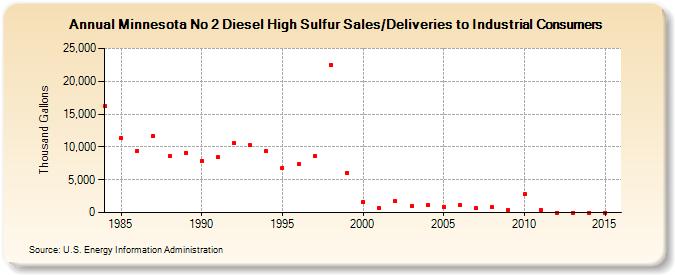 Annual Minnesota No 2 Diesel High Sulfur Sales/Deliveries to Industrial Consumers
Thousand Gallons
25,000
20,000
15,000
10,000
5,000
0
1985 1990 1995 2000 2005 2010 2015
Source: U.S. Energy Information Administration